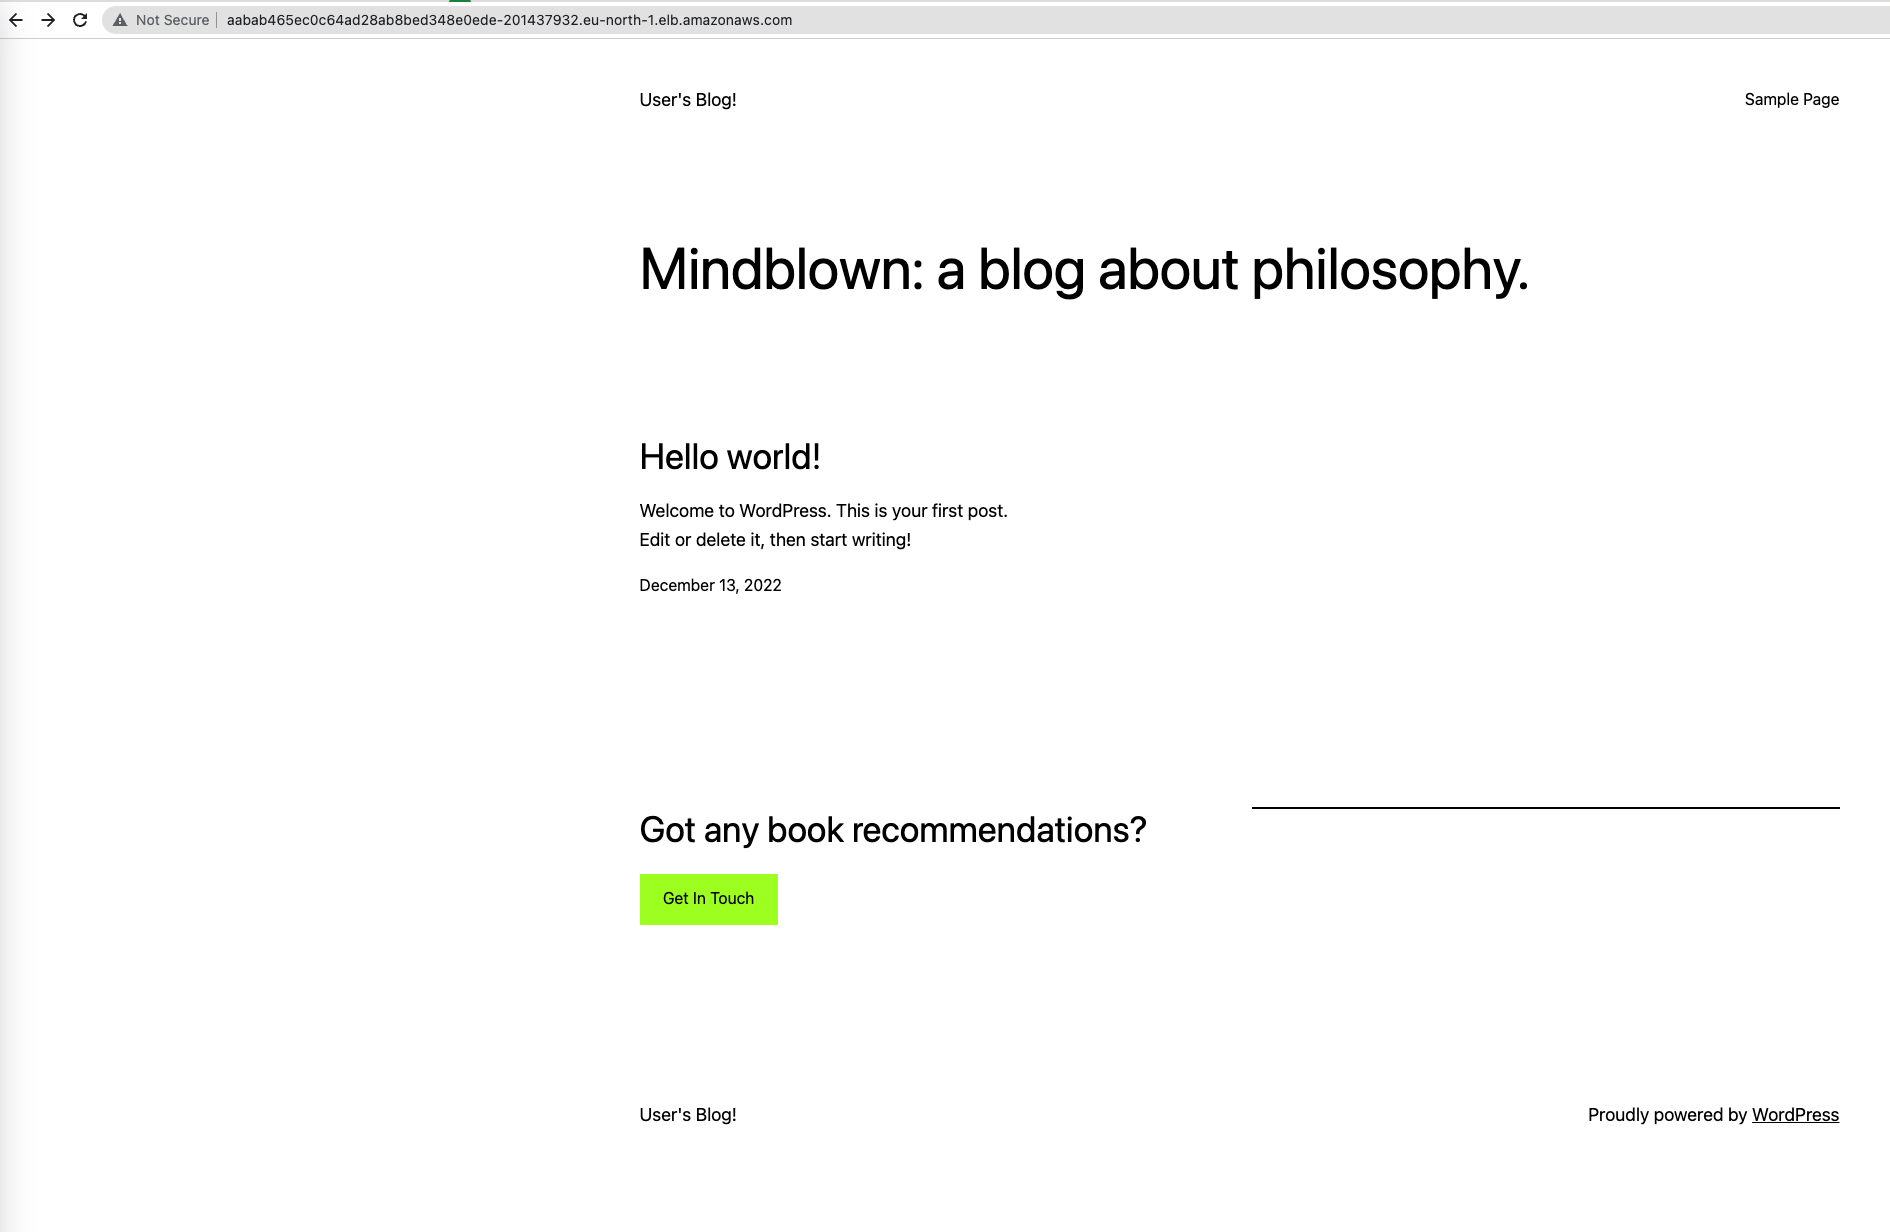 Not Secure aabab465ec0c64ad28ab8bed348e0ede-201437932.eu-north-1.elb.amazonaws.com
User's Blog! Sample Page
Mindblown: a blog about philosophy.
Hello world!
Welcome to WordPress. This is your first post.
Edit or delete it, then start writing!
December 13, 2022
Got any book recommendations?
Get In Touch
User's Blog! Proudly powered by WordPress